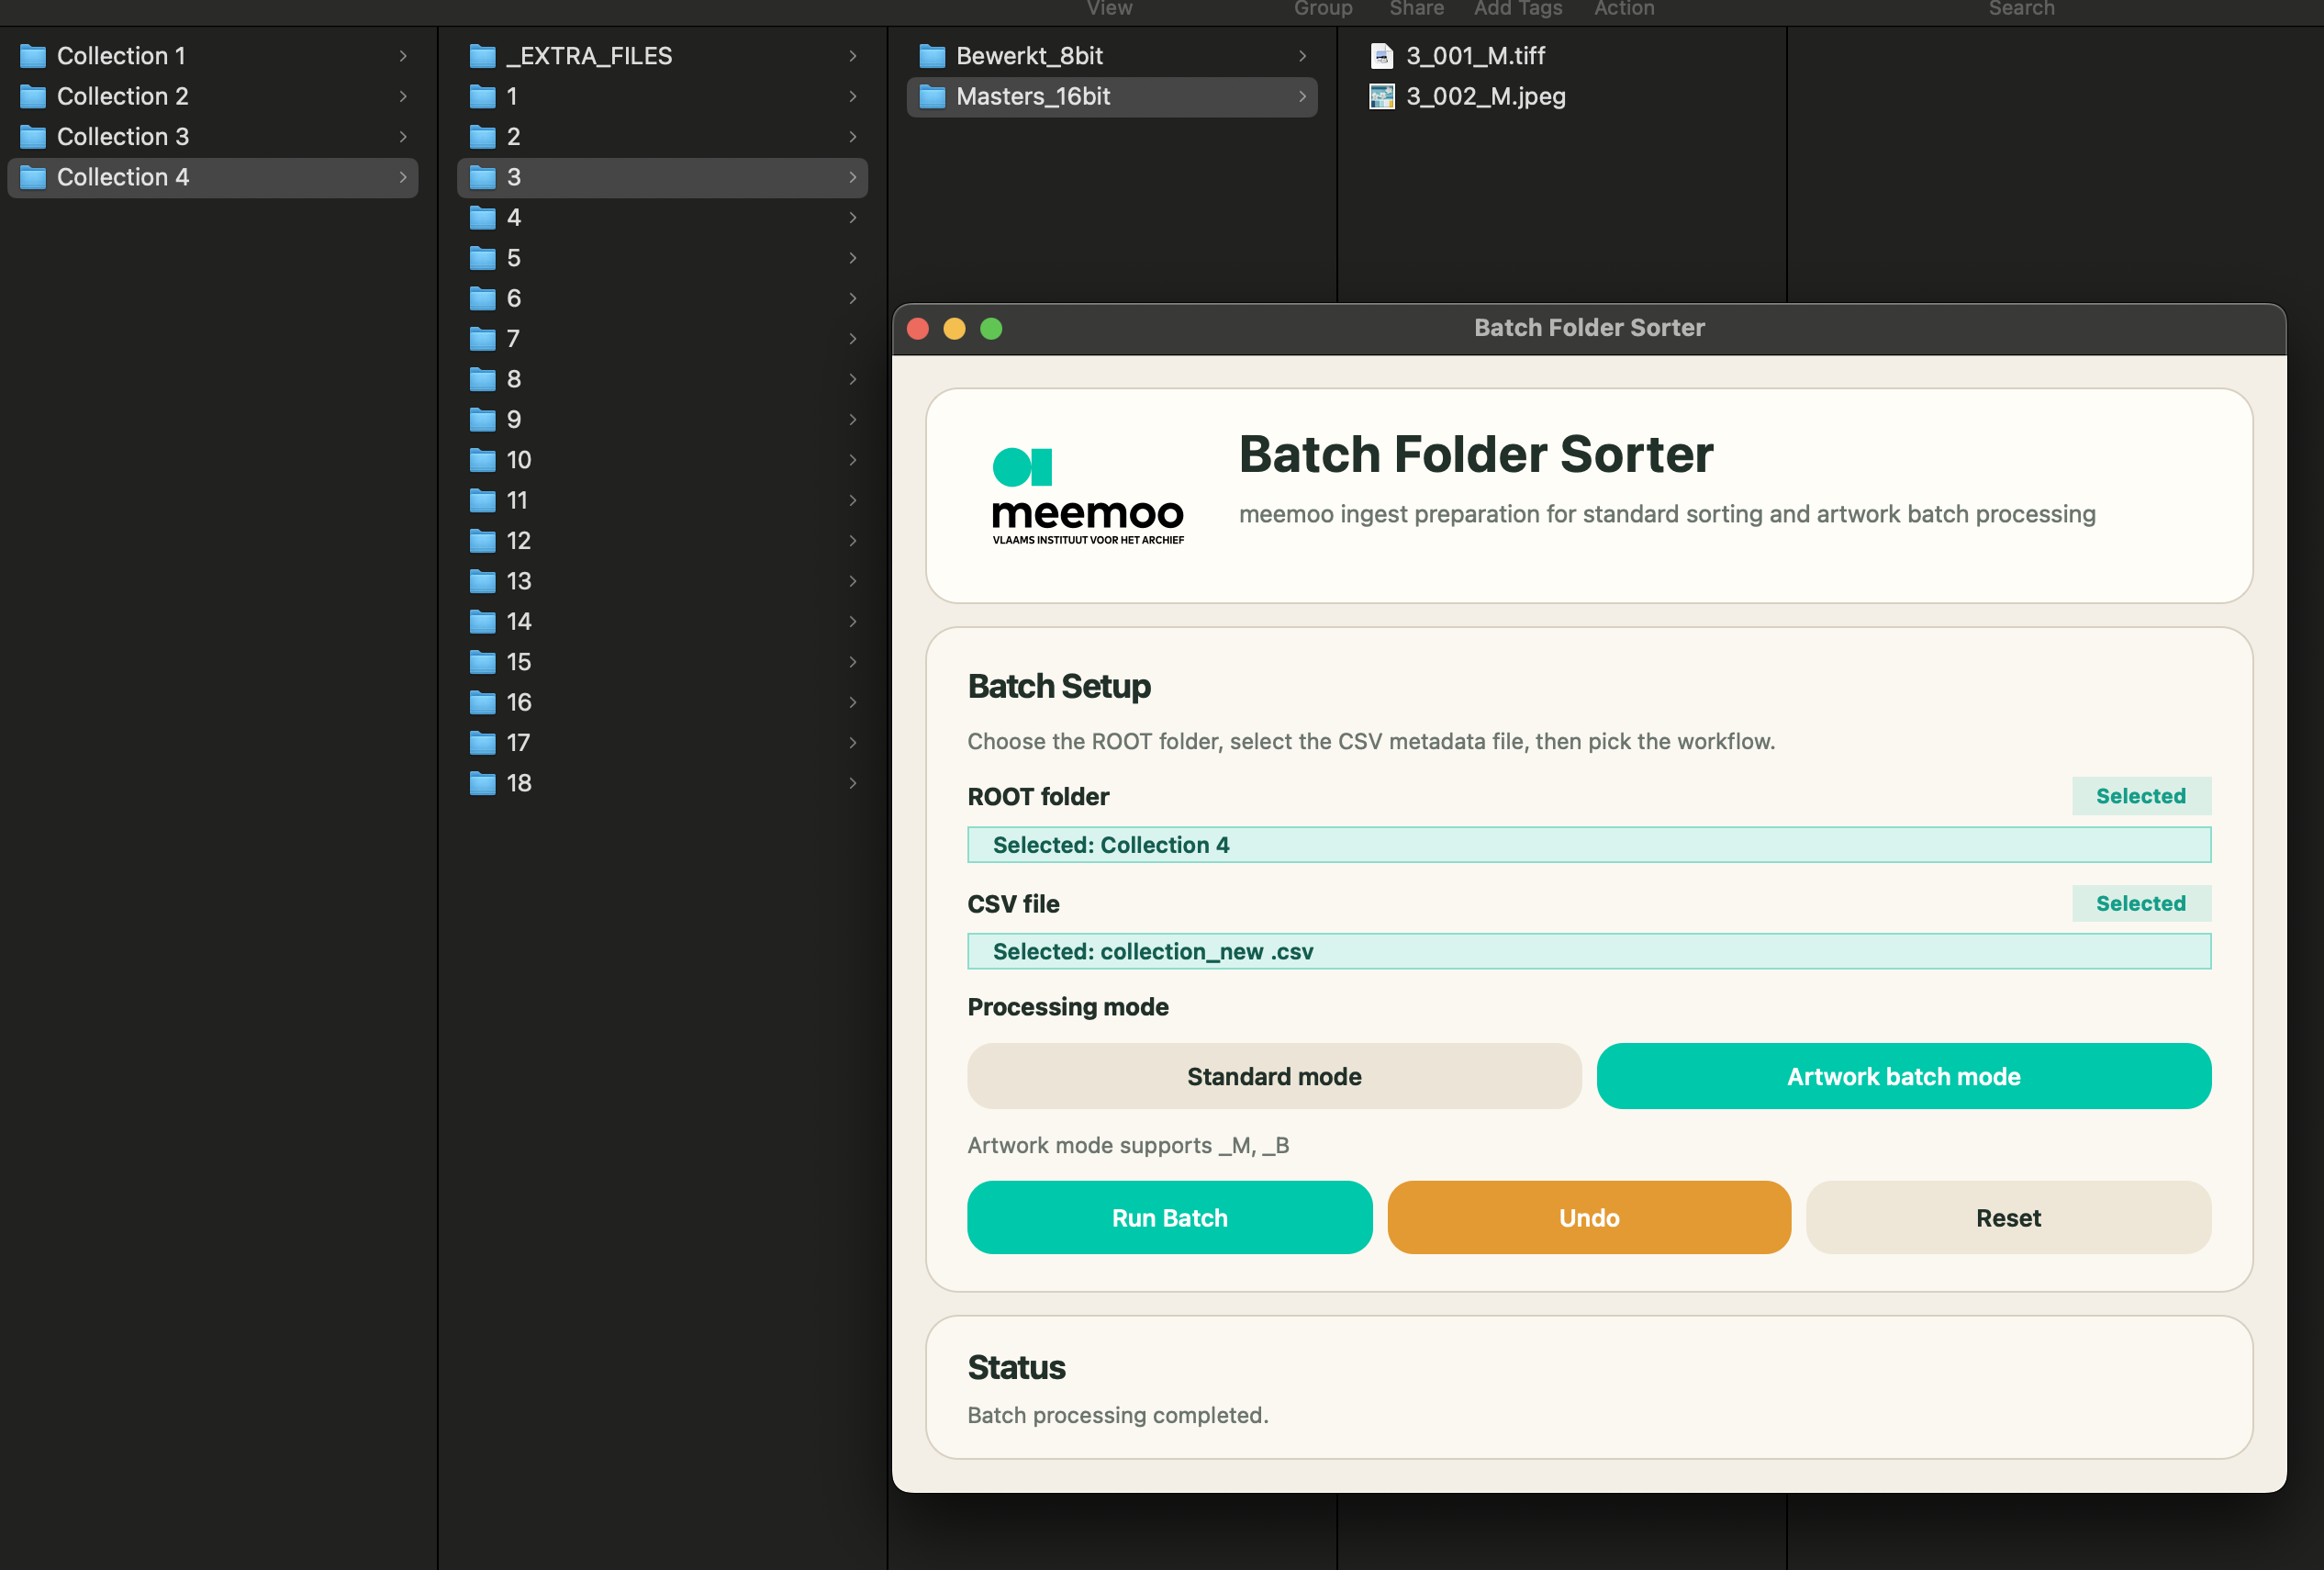 View
Group
Share
Add Tags
Action
Search
Collection 1
Collection 2
Collection 3
Collection 4
_EXTRA_FILES
1
2
3
4
5
6
7
8
9
10
11
12
13
14
15
16
17
18
Bewerkt_8bit
Masters_16bit
3_001_M.tiff
3_002_M.jpeg
Batch Folder Sorter
meemoo
VLAAMS INSTITUUT VOOR HET ARCHIEF
Batch Folder Sorter
meemoo ingest preparation for standard sorting and artwork batch processing
Batch Setup
Choose the ROOT folder, select the CSV metadata file, then pick the workflow.
ROOT folder
Selected
Selected: Collection 4
CSV file
Selected
Selected: collection_new .csv
Processing mode
Standard mode
Artwork batch mode
Artwork mode supports _M, _B
Run Batch
Undo
Reset
Status
Batch processing completed.